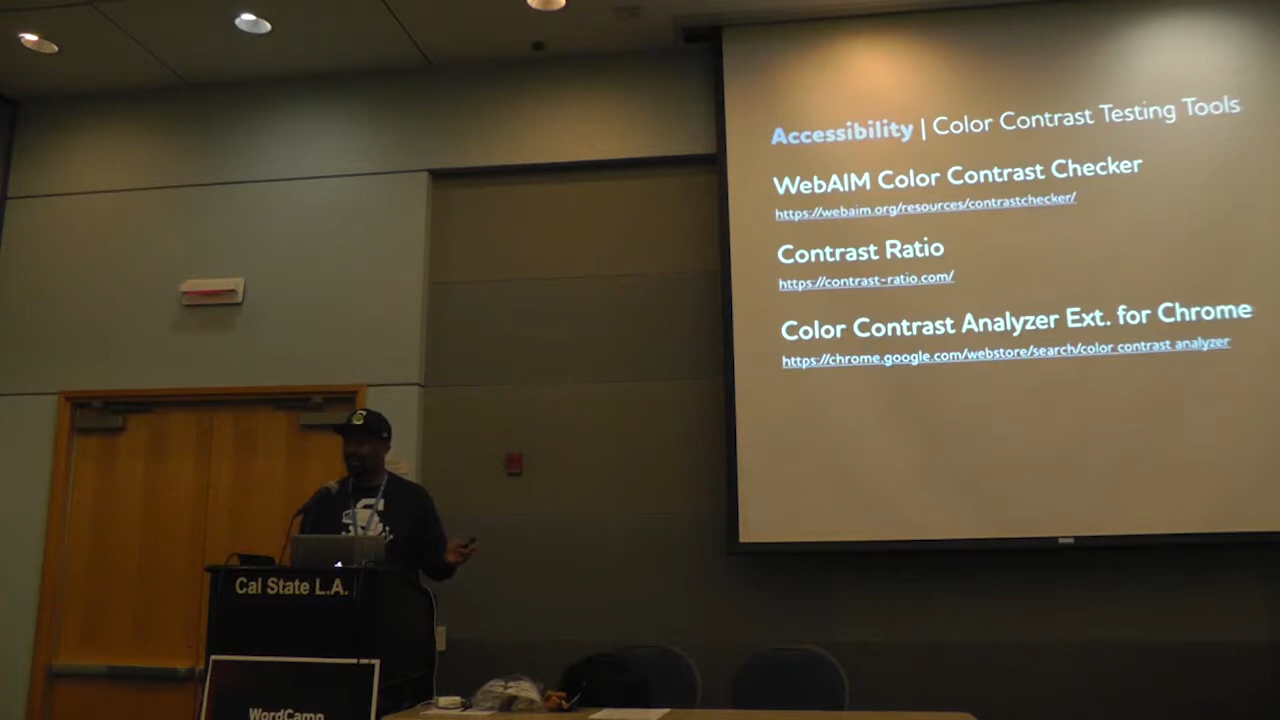 Accessibility | Color Contrast Testing Tools
WebAIM Color Contrast Checker
https://webaim.org/resources/contrastchecker/
Contrast Ratio
https://contrast-ratio.com/
Color Contrast Analyzer Ext. for Chrome
https://chrome.google.com/webstore/search/color contrast analyzer
Cal State L.A.
WordCamp